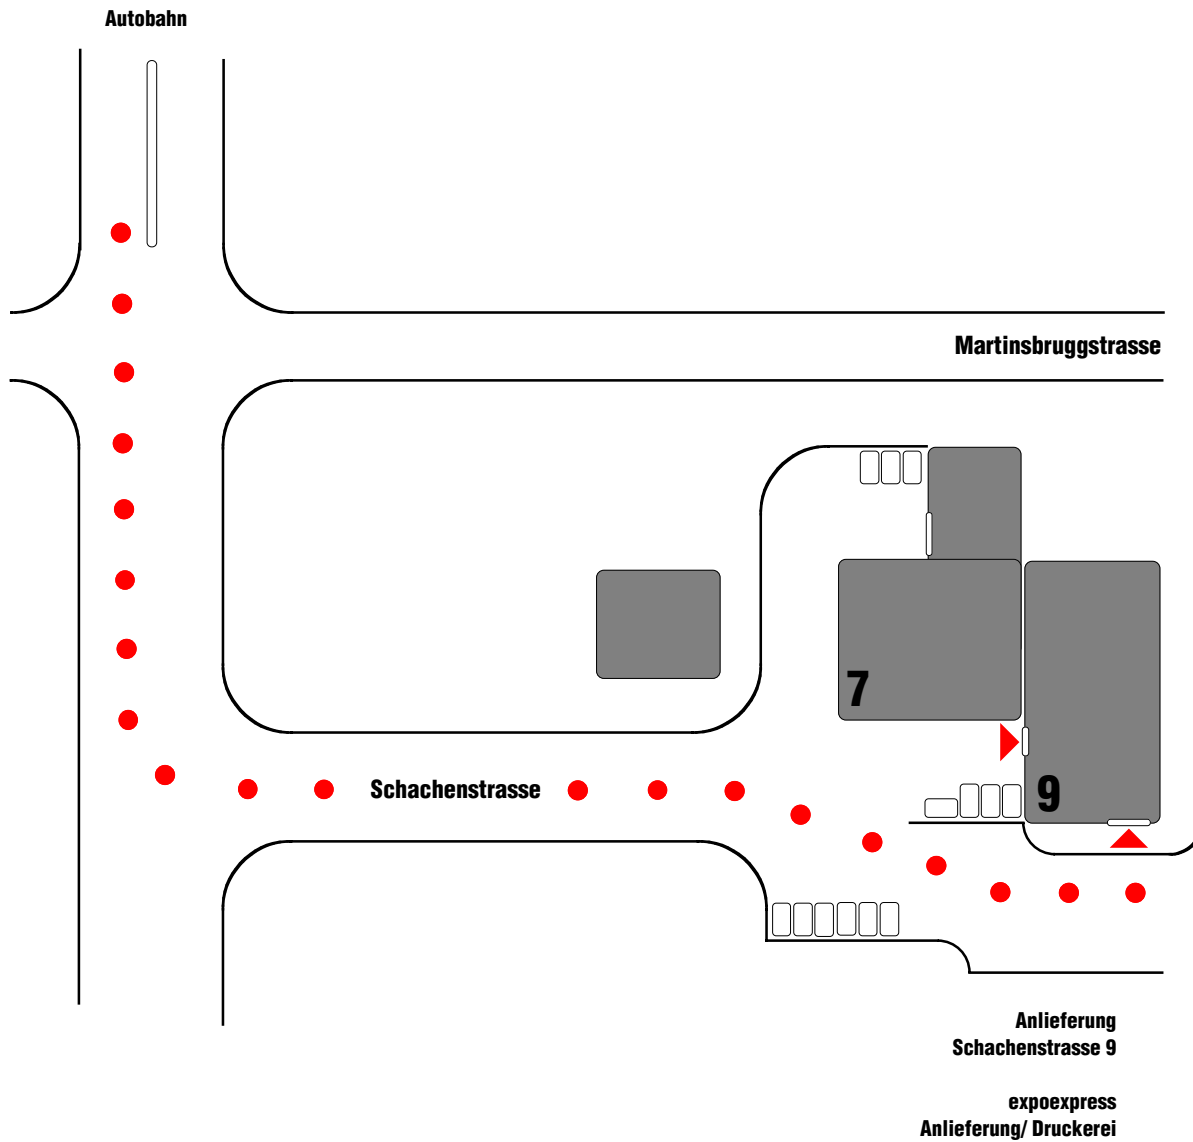 Autobahn
Martinsbruggstrasse
7
Schachenstrasse
9
Anlieferung
Schachenstrasse 9
expoexpress
Anlieferung/ Druckerei